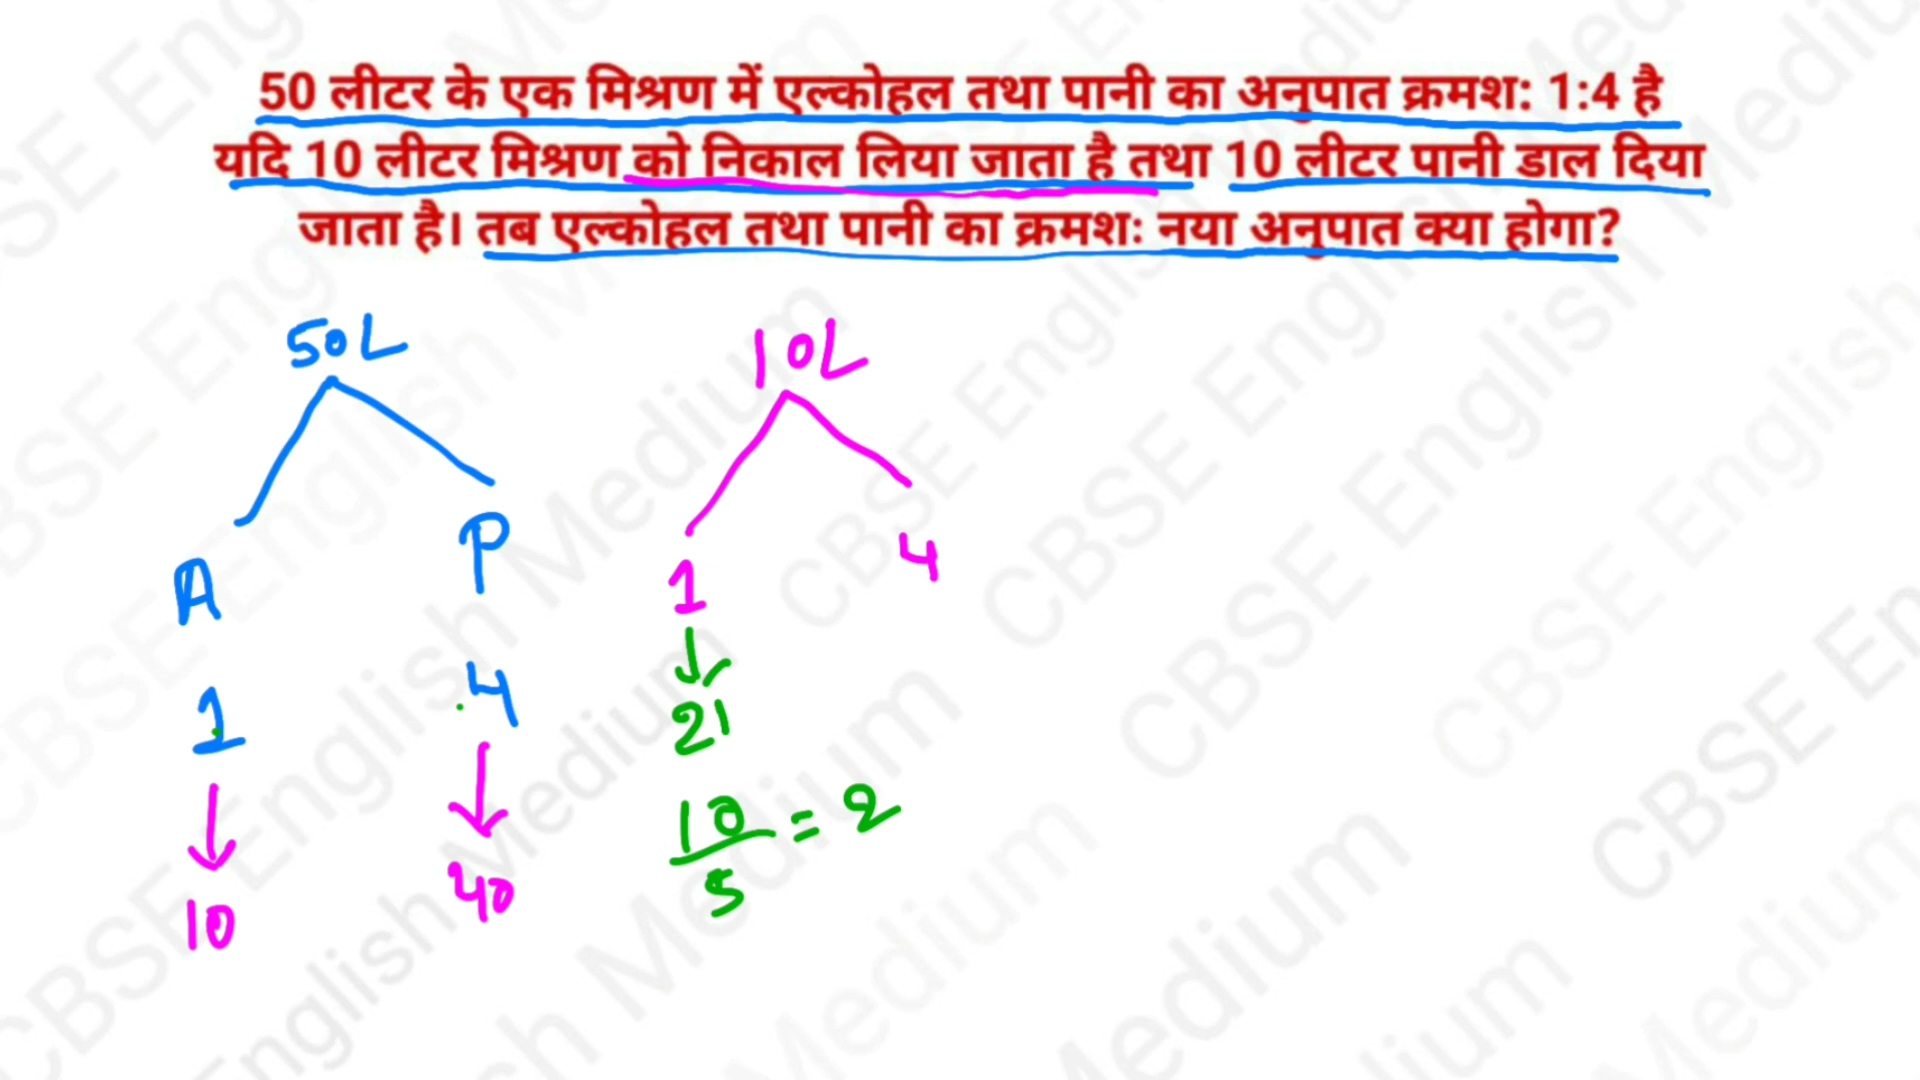 50 लीटर के एक मिश्रण में एल्कोहल तथा पानी का अनुपात क्रमश: 1:4 है
यदि 10 लीटर मिश्रण को निकाल लिया जाता है तथा 10 लीटर पानी डाल दिया
जाता है। तब एल्कोहल तथा पानी का क्रमशः नया अनुपात क्या होगा?
50L 10L
A P 1 4
1 4 21
10/5 = 2
10 40
CBSE English Medium